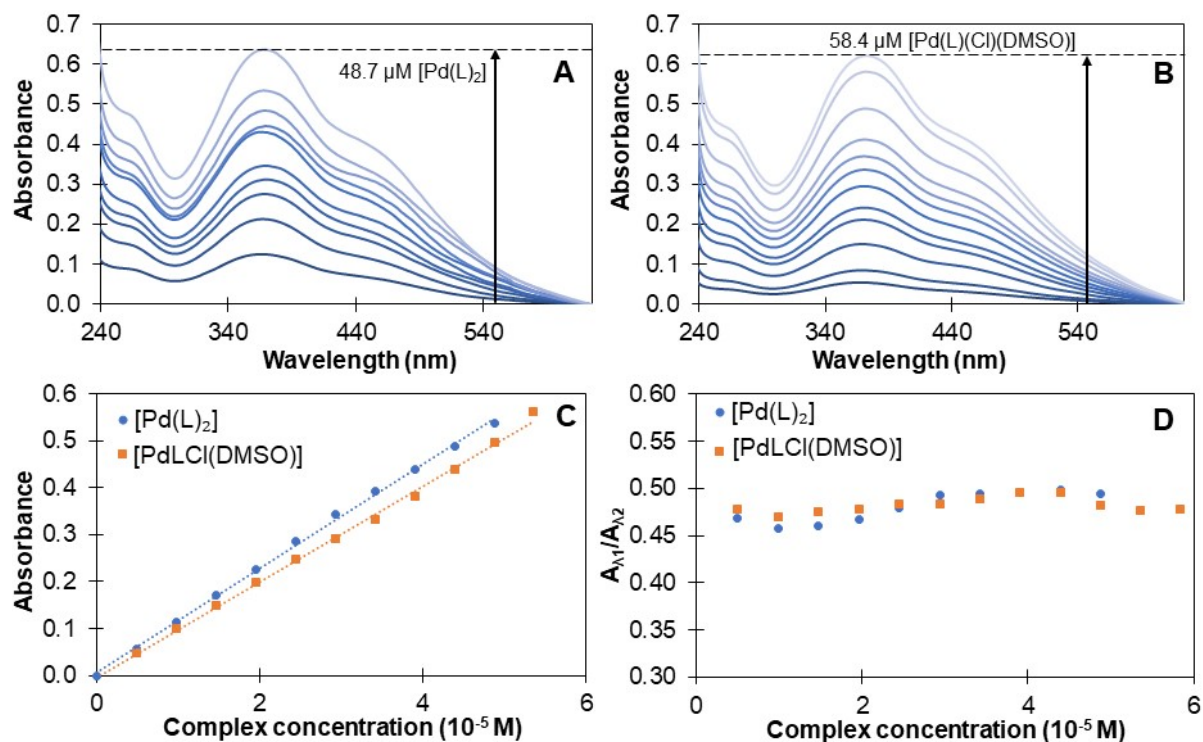 0.7
0.6
0.5
0.4
0.3
0.2
0.1
0.0
Absorbance
48.7 µM [Pd(L)₂]
A
240 340 440 540
Wavelength (nm)
0.7
0.6
0.5
0.4
0.3
0.2
0.1
0.0
Absorbance
58.4 µM [Pd(L)(Cl)(DMSO)]
B
240 340 440 540
Wavelength (nm)
0.6
0.5
0.4
0.3
0.2
0.1
0.0
Absorbance
[Pd(L)₂]
[PdLCl(DMSO)]
C
0 2 4 6
Complex concentration (10⁻⁵ M)
0.60
0.55
0.50
0.45
0.40
0.35
0.30
A_Λ1/A_Λ2
[Pd(L)₂]
[PdLCl(DMSO)]
D
0 2 4 6
Complex concentration (10⁻⁵ M)